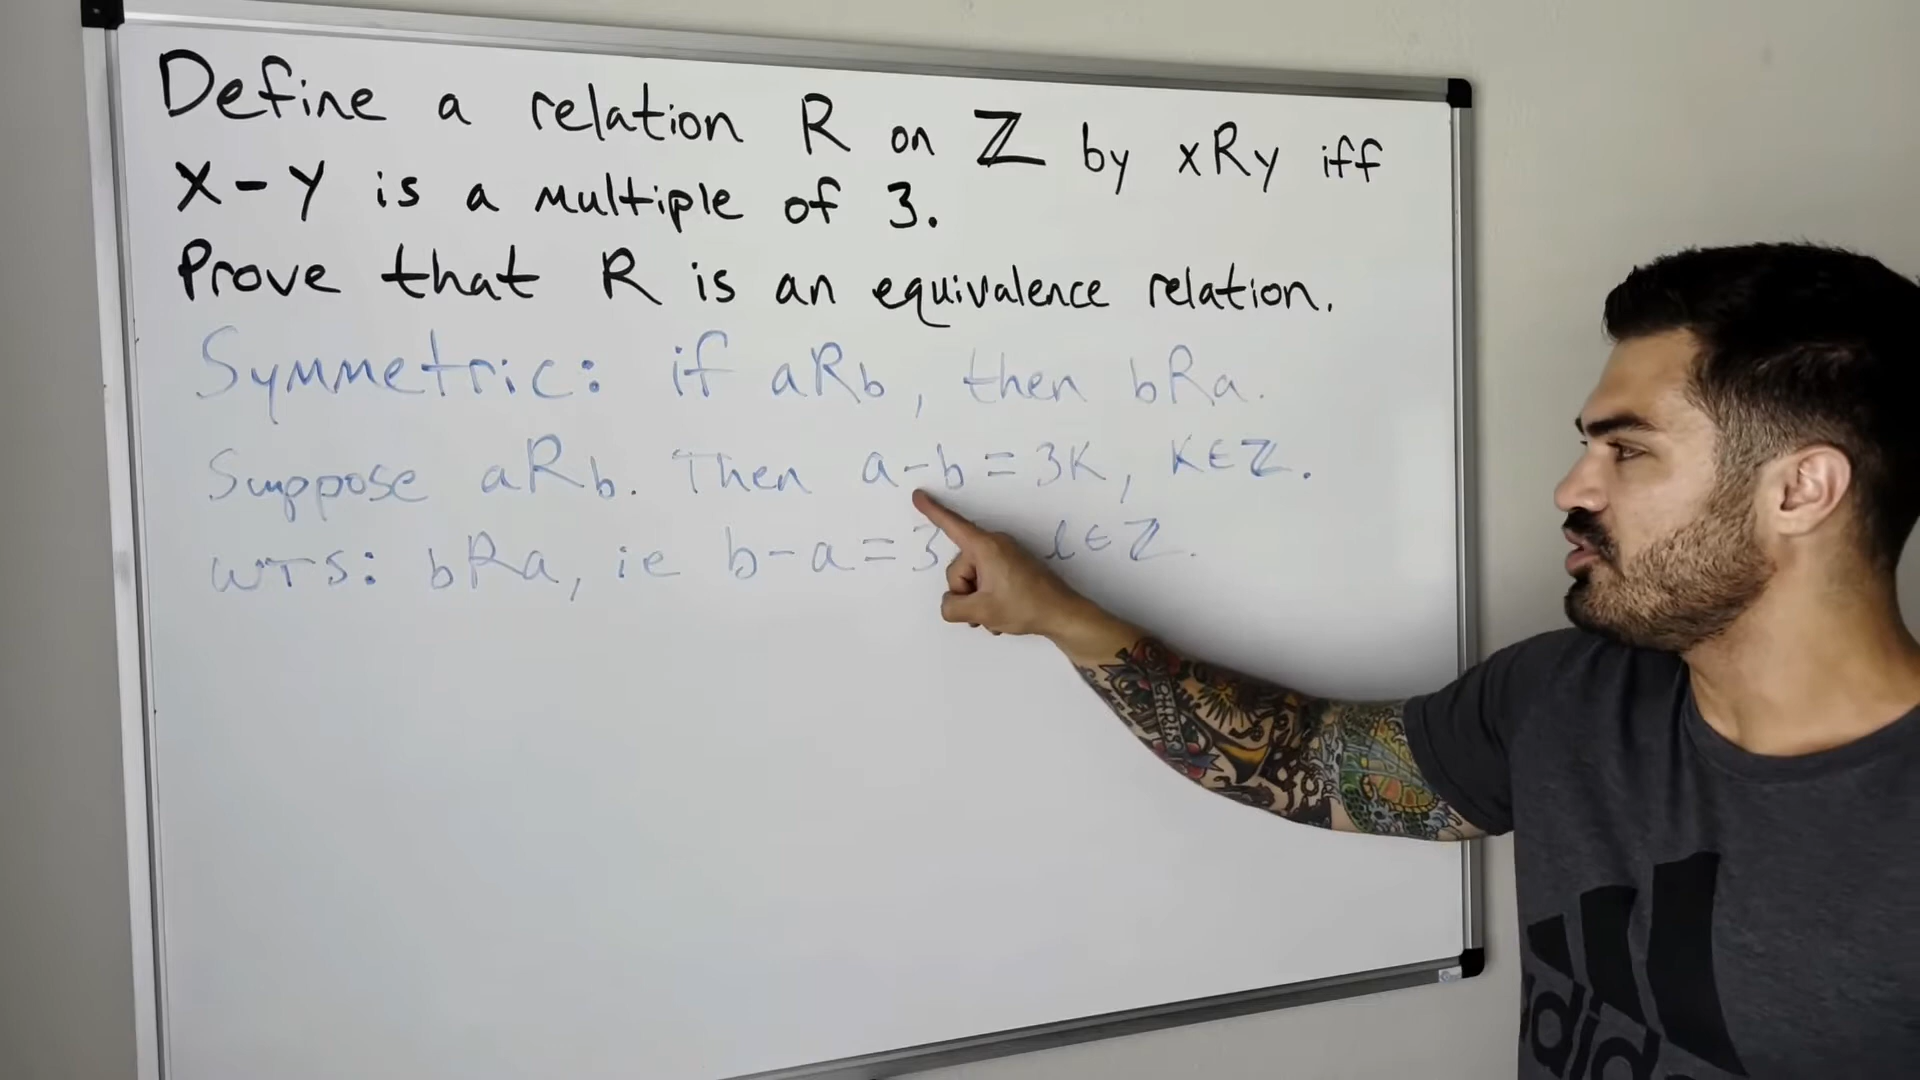 Define a relation R on ℤ by xRy iff
x-y is a multiple of 3.
Prove that R is an equivalence relation.
Symmetric: if aRb, then bRa.
Suppose aRb. Then a-b=3k, k∈ℤ.
WTS: bRa, ie b-a=3 l∈ℤ.